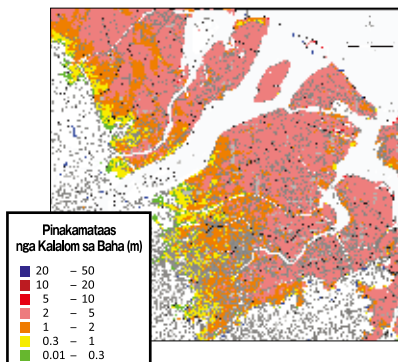 Pinakamataas
nga Kalalom sa Baha (m)
20 – 50
10 – 20
5 – 10
2 – 5
1 – 2
0.3 – 1
0.01 – 0.3